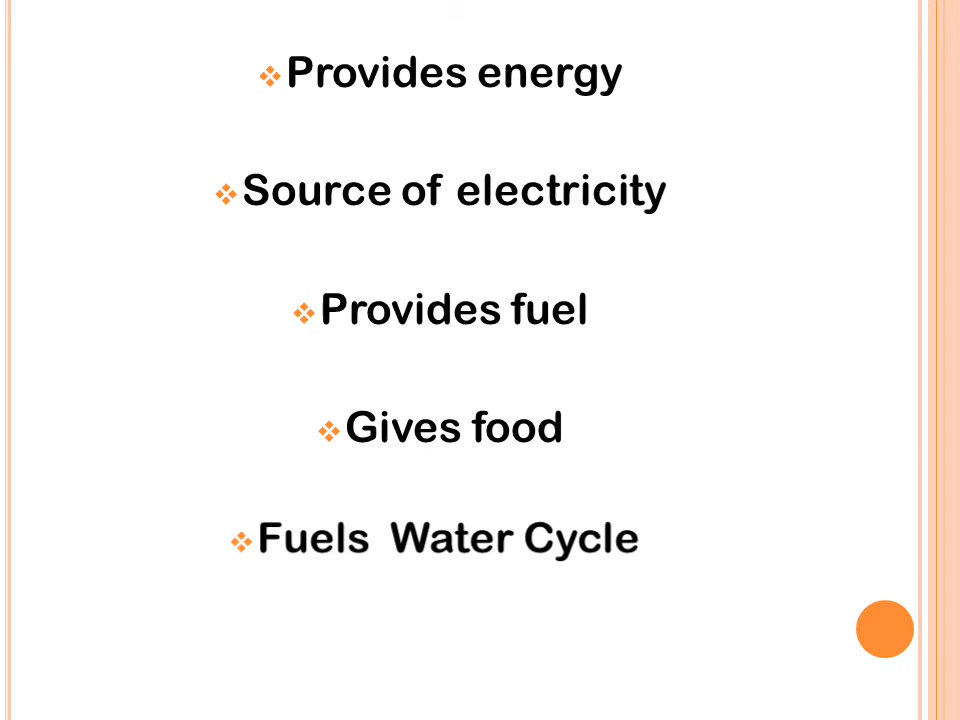 ❖Provides energy
❖Source of electricity
❖Provides fuel
❖Gives food
❖Fuels Water Cycle